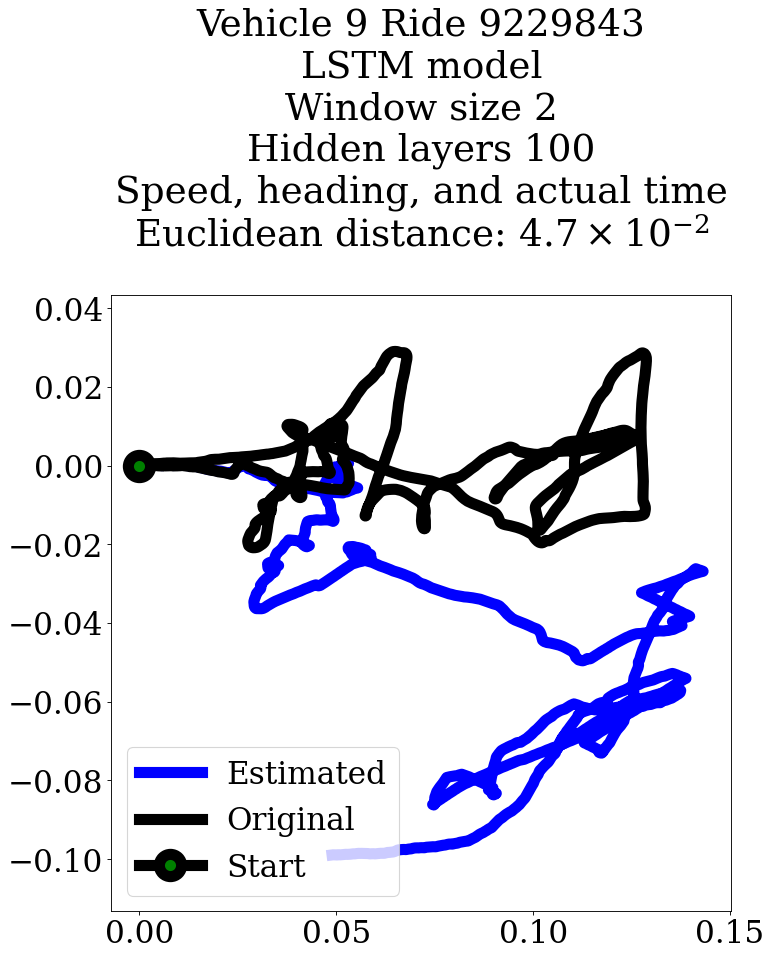 Vehicle 9 Ride 9229843
LSTM model
Window size 2
Hidden layers 100
Speed, heading, and actual time
Euclidean distance: 4.7 × 10⁻²
0.04
0.02
0.00
−0.02
−0.04
−0.06
−0.08
−0.10
Estimated
Original
Start
0.00 0.05 0.10 0.15